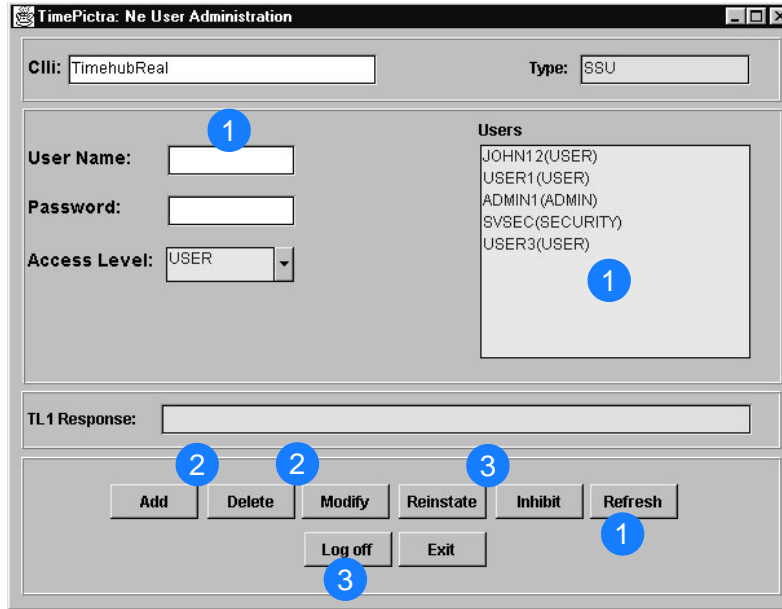 TimePictra: Ne User Administration
Clli: TimehubReal Type: SSU
1
Users
User Name:
JOHN12(USER)
USER1(USER)
Password:
ADMIN1(ADMIN)
SVSEC(SECURITY)
Access Level: USER
USER3(USER)
1
TL1 Response:
2 2 3
Add Delete Modify Reinstate Inhibit Refresh
1
Log off Exit
3